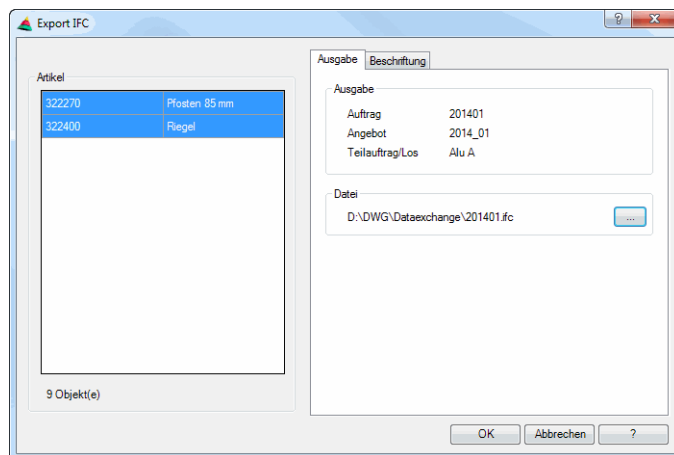 Export IFC
?
Artikel
322270 Pfosten 85 mm
322400 Riegel
9 Objekt(e)
Ausgabe Beschriftung
Ausgabe
Auftrag 201401
Angebot 2014_01
Teilauftrag/Los Alu A
Datei
D:\DWG\Dataexchange\201401.ifc ...
OK Abbrechen ?